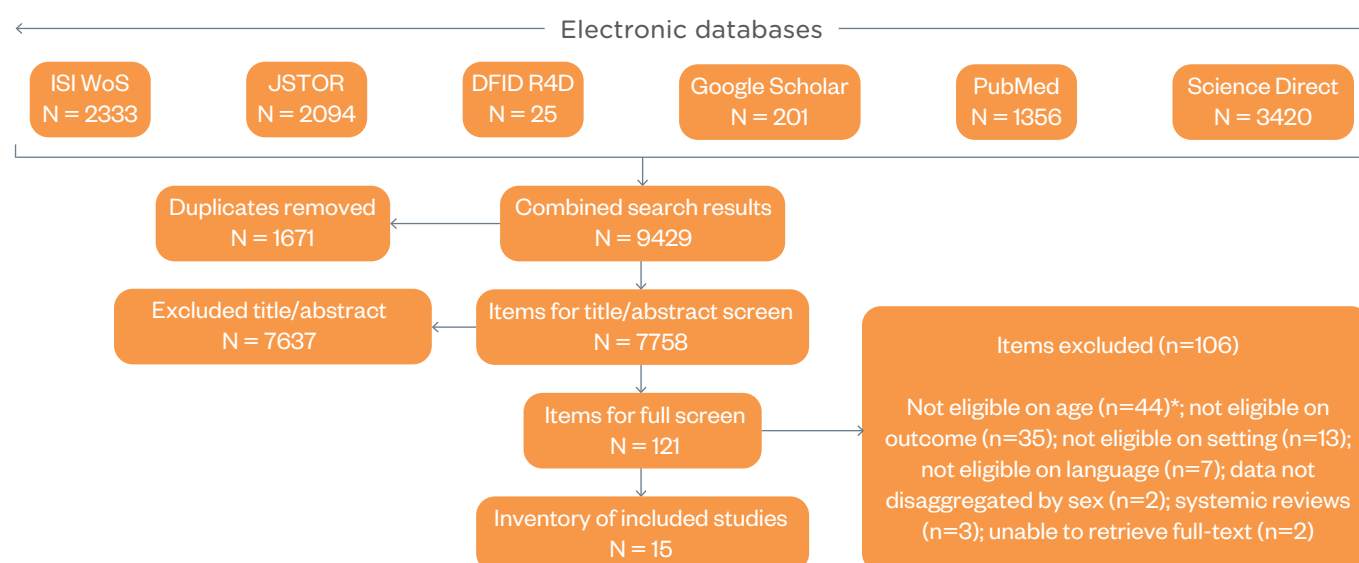 Electronic databases
ISI WoS
N = 2333
JSTOR
N = 2094
DFID R4D
N = 25
Google Scholar
N = 201
PubMed
N = 1356
Science Direct
N = 3420
Duplicates removed
N = 1671
Combined search results
N = 9429
Excluded title/abstract
N = 7637
Items for title/abstract screen
N = 7758
Items for full screen
N = 121
Items excluded (n=106)
Not eligible on age (n=44)*; not eligible on
outcome (n=35); not eligible on setting (n=13);
not eligible on language (n=7); data not
disaggregated by sex (n=2); systemic reviews
(n=3); unable to retrieve full-text (n=2)
Inventory of included studies
N = 15